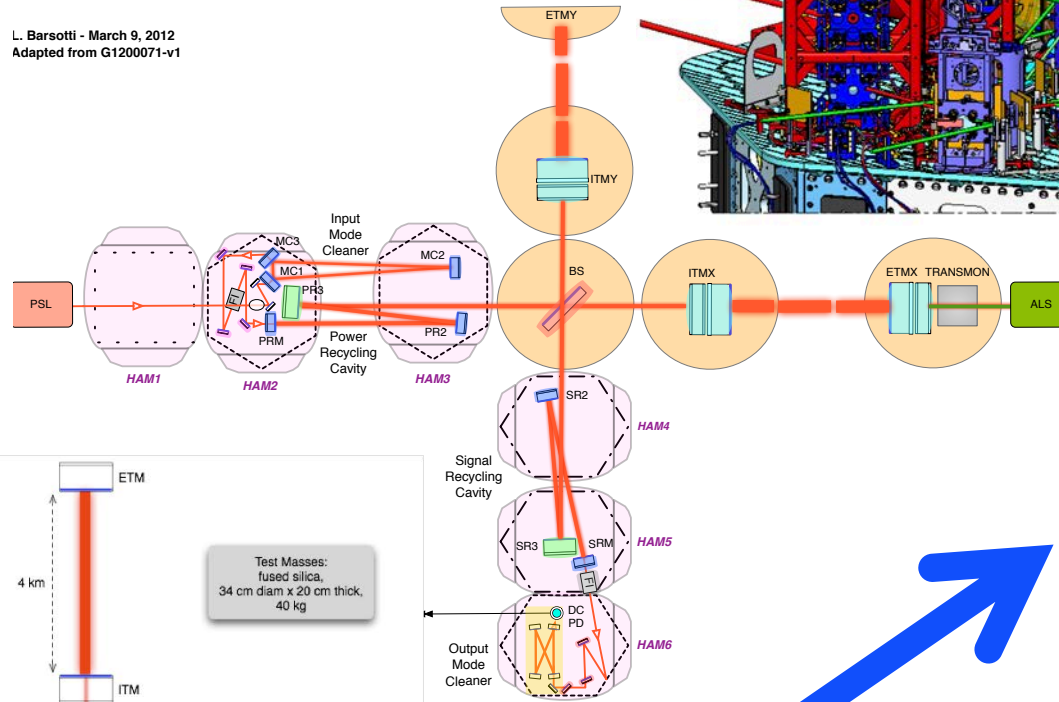 L. Barsotti - March 9, 2012
Adapted from G1200071-v1
ETMY
ITMY
Input
Mode
Cleaner
MC3
MC1
MC2
PR3
FI
PSL
PRM
PR2
Power
Recycling
Cavity
HAM1
HAM2
HAM3
BS
ITMX
ETMX
TRANSMON
ALS
SR2
HAM4
Signal
Recycling
Cavity
SR3
SRM
FI
HAM5
DC
PD
HAM6
Output
Mode
Cleaner
ETM
4 km
ITM
Test Masses:
fused silica,
34 cm diam x 20 cm thick,
40 kg